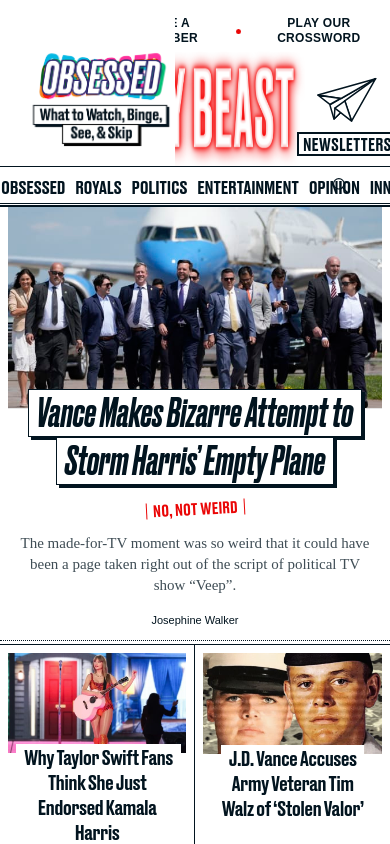 E A
BER
PLAY OUR
CROSSWORD
OBSESSED
What to Watch, Binge,
See, & Skip
Y BEAST
NEWSLETTERS
OBSESSED ROYALS POLITICS ENTERTAINMENT OPINION INN
Vance Makes Bizarre Attempt to
Storm Harris’ Empty Plane
NO, NOT WEIRD
The made-for-TV moment was so weird that it could have
been a page taken right out of the script of political TV
show “Veep”.
Josephine Walker
Why Taylor Swift Fans
Think She Just
Endorsed Kamala
Harris
J.D. Vance Accuses
Army Veteran Tim
Walz of ‘Stolen Valor’